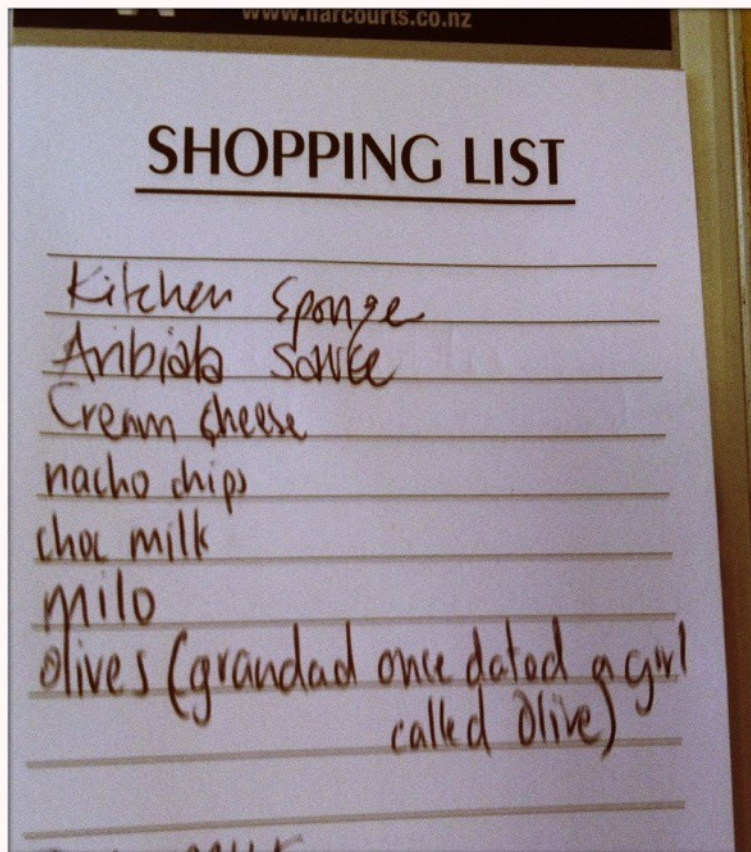 www.harcourts.co.nz
SHOPPING LIST
Kitchen Sponge
Aribiata Sauce
Cream cheese
nacho chips
choc milk
milo
olives (grandad once dated a girl
called Olive)